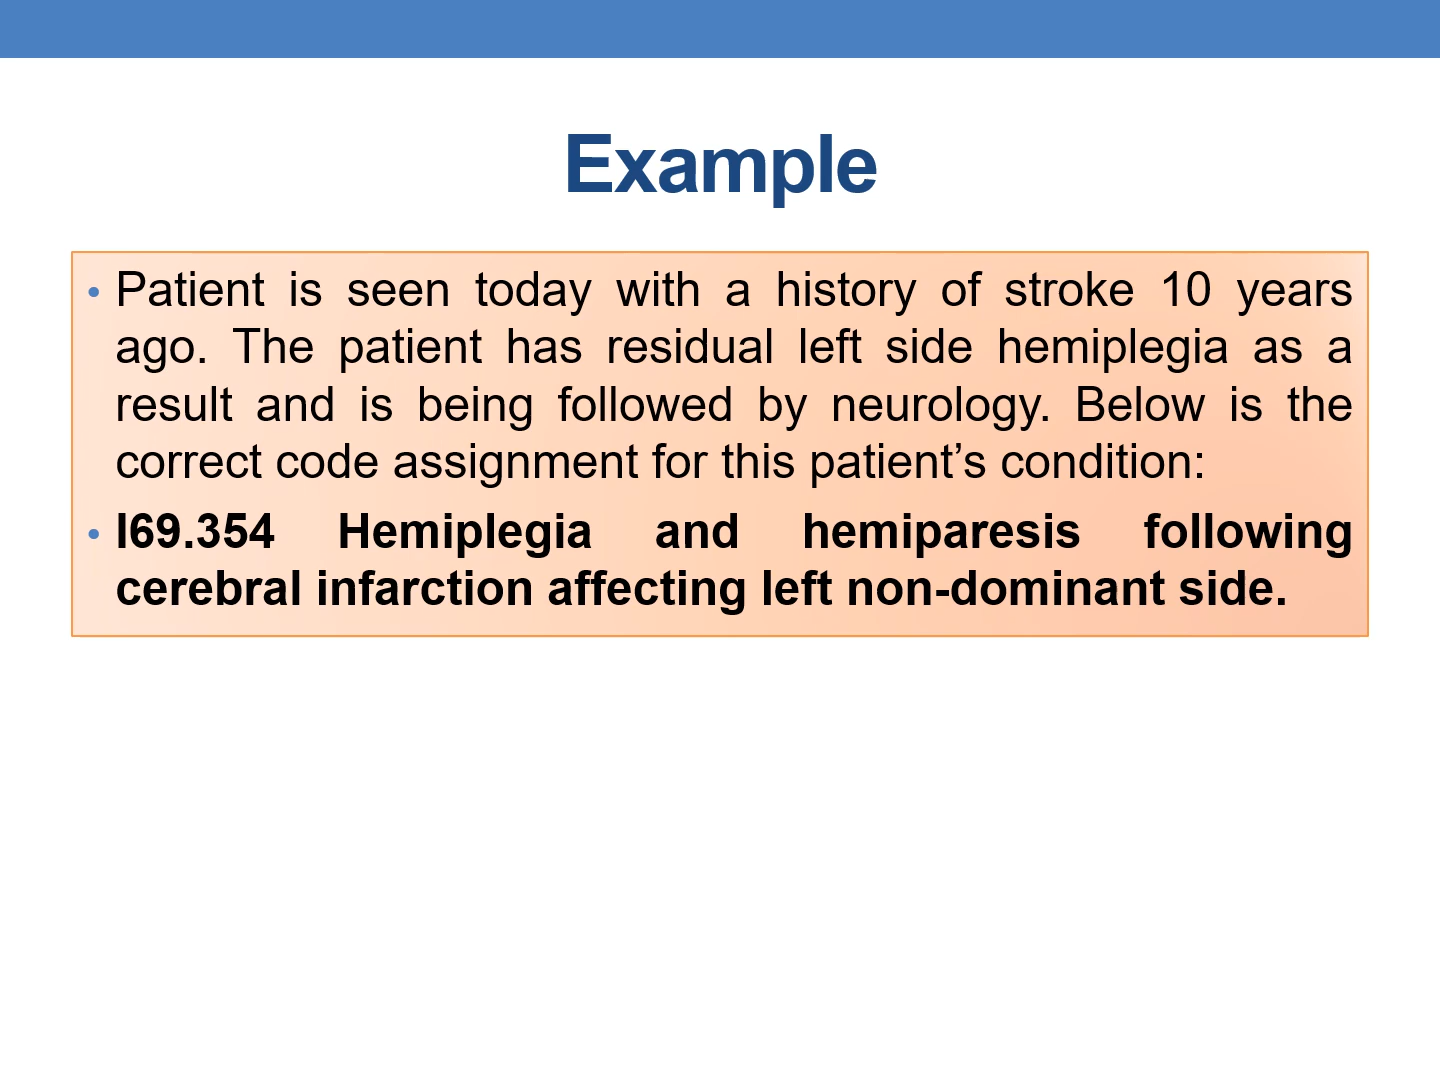 Example
• Patient is seen today with a history of stroke 10 years
ago. The patient has residual left side hemiplegia as a
result and is being followed by neurology. Below is the
correct code assignment for this patient’s condition:
• I69.354 Hemiplegia and hemiparesis following
cerebral infarction affecting left non-dominant side.